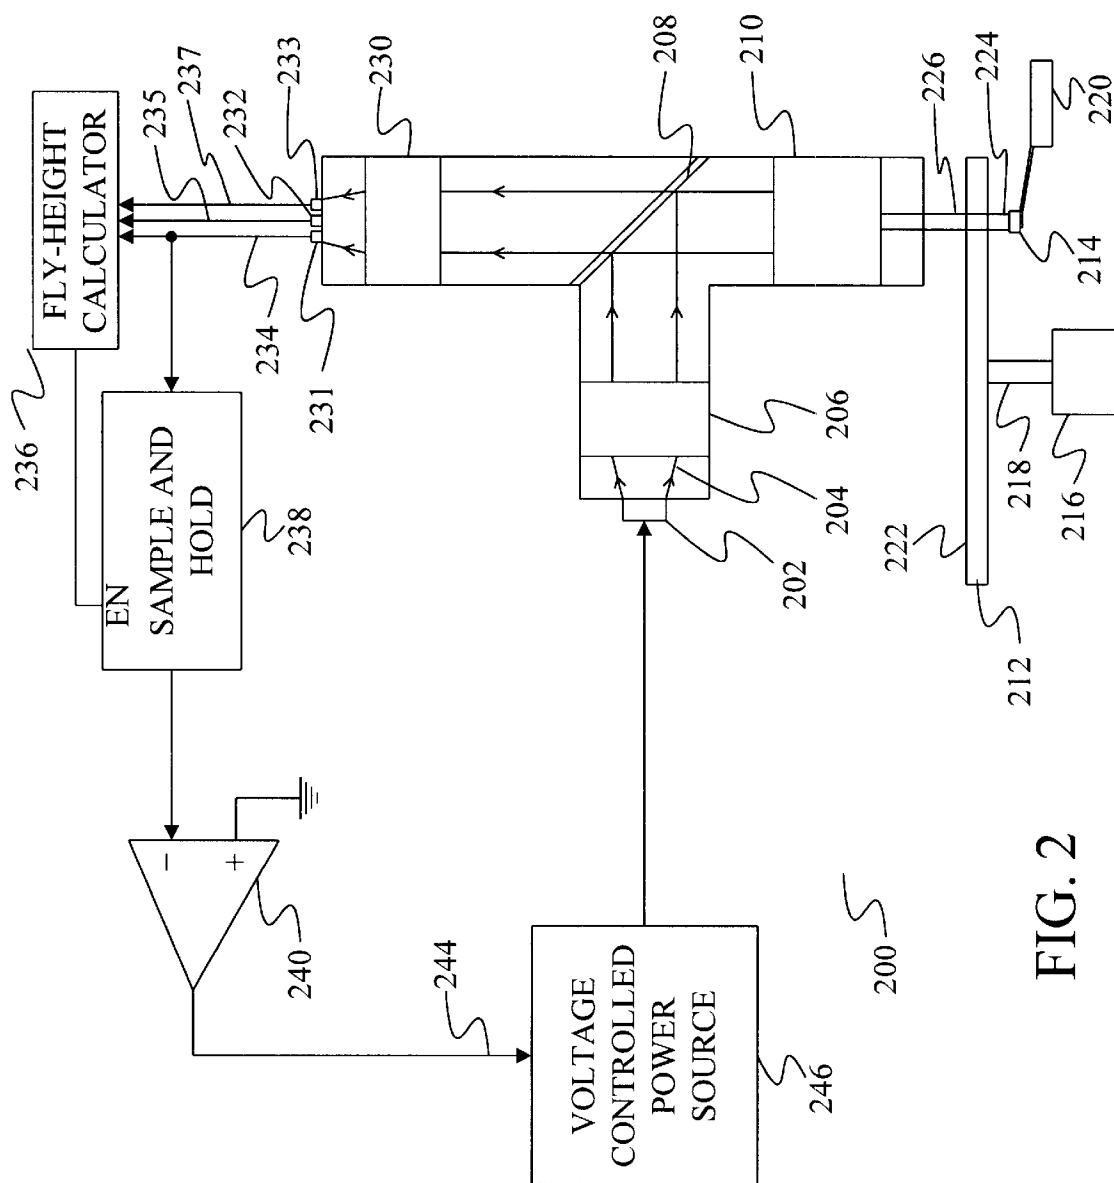 FLY-HEIGHT
CALCULATOR
236
235
237
232
233
230
208
210
226
224
220
214
234
231
EN
SAMPLE AND
HOLD
238
206
204
202
222
218
216
212
−
+
240
244
VOLTAGE
CONTROLLED
POWER
SOURCE
246
200
FIG. 2